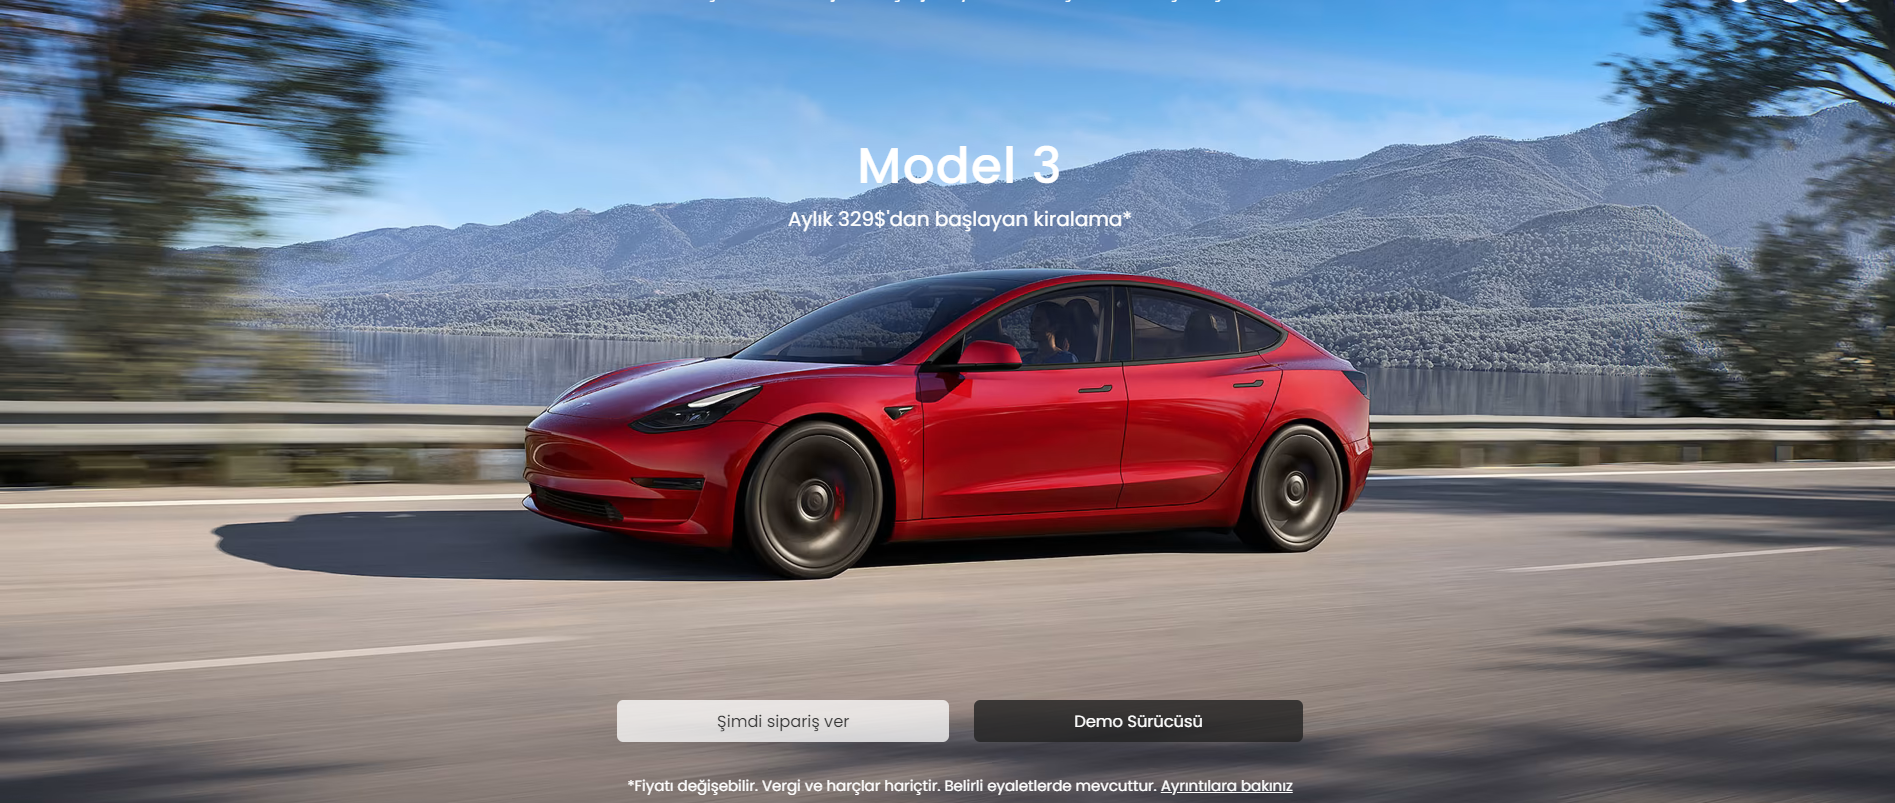 Model 3
Aylık 329$'dan başlayan kiralama*
Şimdi sipariş ver
Demo Sürücüsü
*Fiyatı değişebilir. Vergi ve harçlar hariçtir. Belirli eyaletlerde mevcuttur. Ayrıntılara bakınız